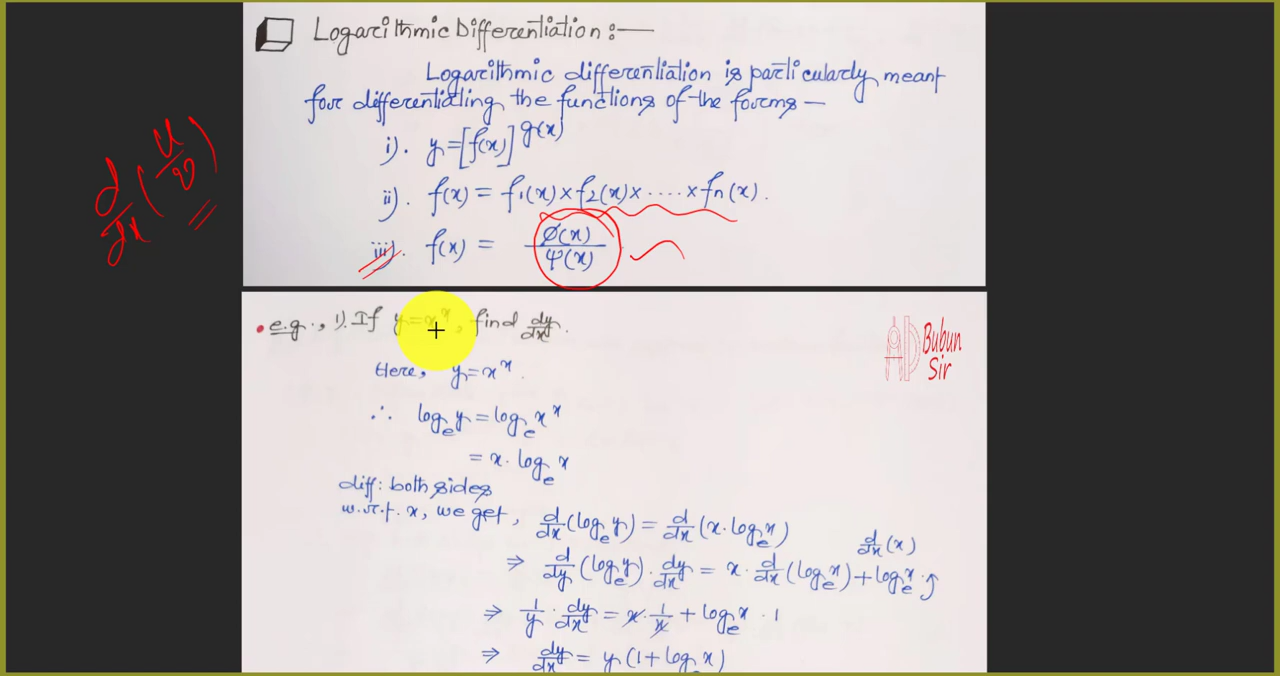 Logarithmic Differentiation :—
Logarithmic differentiation is particularly meant
for differentiating the functions of the forms —
i). y = [f(x)]^g(x)
ii). f(x) = f₁(x) × f₂(x) × ..... × fn(x).
iii). f(x) = Ø(x)/Ψ(x)
d/dx (u/v)
• e.g., 1). If y = x^x, find dy/dx.
Here, y = x^x.
∴ logₑy = logₑx^x
= x · logₑx
diff: both sides
w.r.t. x, we get, d/dx (logₑy) = d/dx (x · logₑx)
d/dx (x)
⇒ d/dy (logₑy) · dy/dx = x · d/dx (logₑx) + logₑx ·
⇒ 1/y · dy/dx = x · 1/x + logₑx · 1
⇒ dy/dx = y (1 + logₑx)
Bubun
Sir